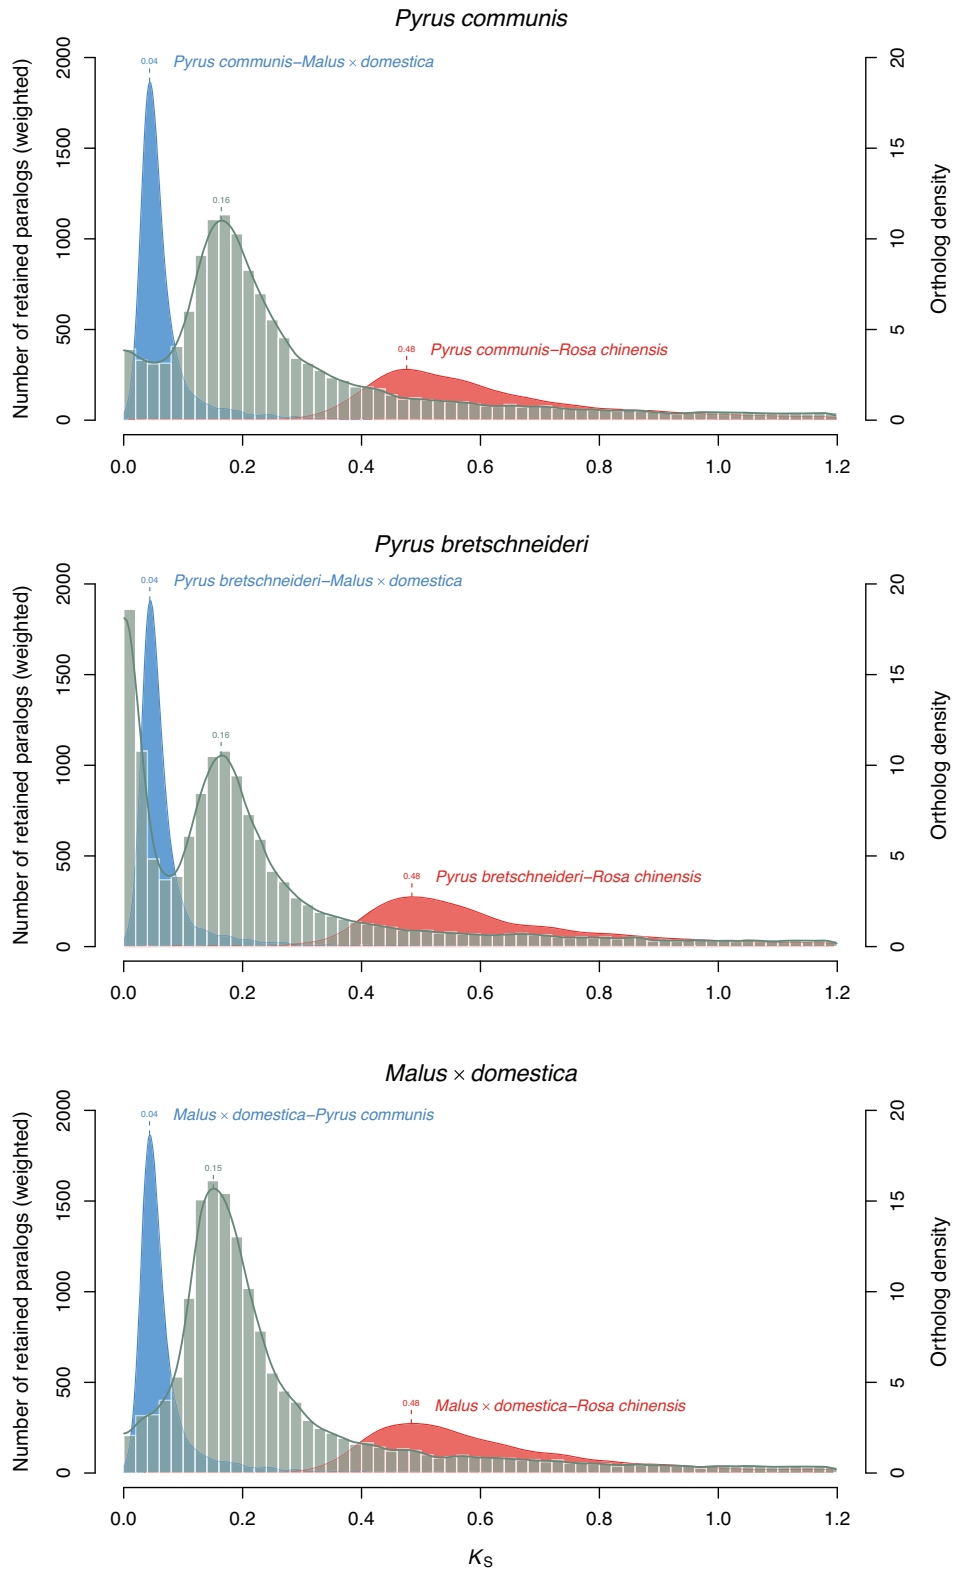 Pyrus communis
Number of retained paralogs (weighted)
0 500 1000 1500 2000
0.04
Pyrus communis–Malus × domestica
0.16
0.48
Pyrus communis–Rosa chinensis
0 5 10 15 20
Ortholog density
0.0 0.2 0.4 0.6 0.8 1.0 1.2
Pyrus bretschneideri
Number of retained paralogs (weighted)
0 500 1000 1500 2000
0.04
Pyrus bretschneideri–Malus × domestica
0.16
0.48
Pyrus bretschneideri–Rosa chinensis
0 5 10 15 20
Ortholog density
0.0 0.2 0.4 0.6 0.8 1.0 1.2
Malus × domestica
Number of retained paralogs (weighted)
0 500 1000 1500 2000
0.04
Malus × domestica–Pyrus communis
0.15
0.48
Malus × domestica–Rosa chinensis
0 5 10 15 20
Ortholog density
0.0 0.2 0.4 0.6 0.8 1.0 1.2
KS